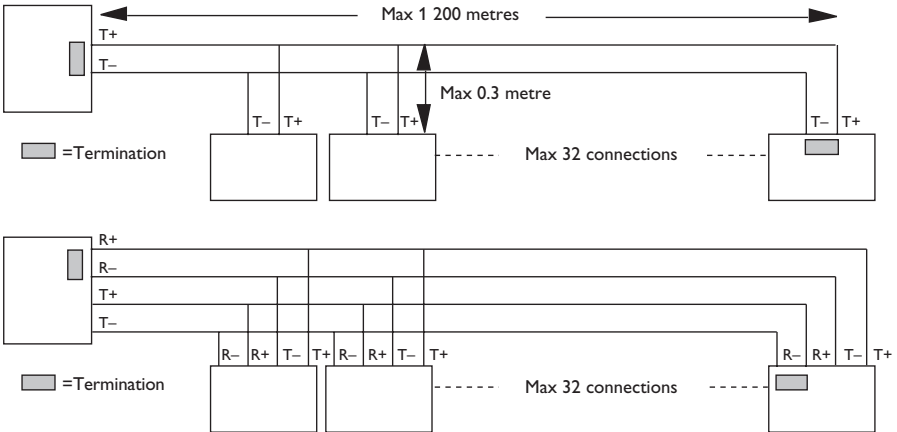 Max 1 200 metres
T+
T–
Max 0.3 metre
T– T+ T– T+ T– T+
=Termination
Max 32 connections
R+
R–
T+
T–
R– R+ T– T+ R– R+ T– T+ R– R+ T– T+
=Termination
Max 32 connections